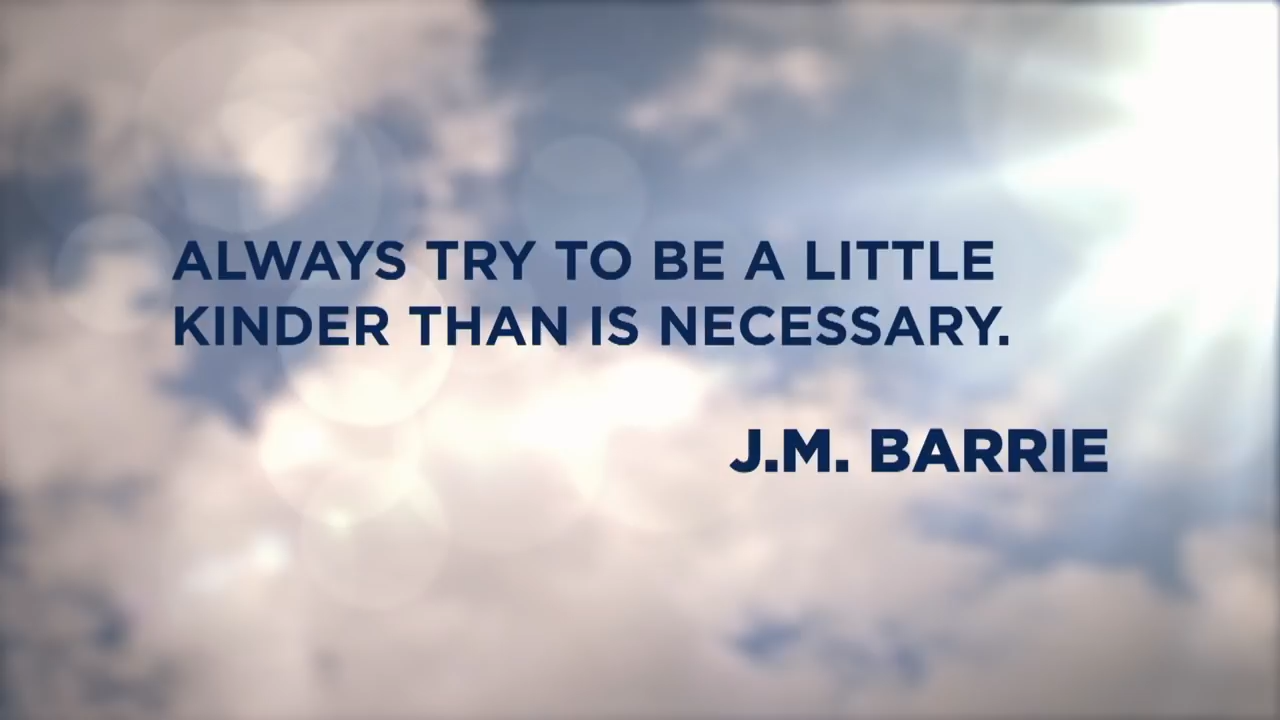 ALWAYS TRY TO BE A LITTLE
KINDER THAN IS NECESSARY.
J.M. BARRIE